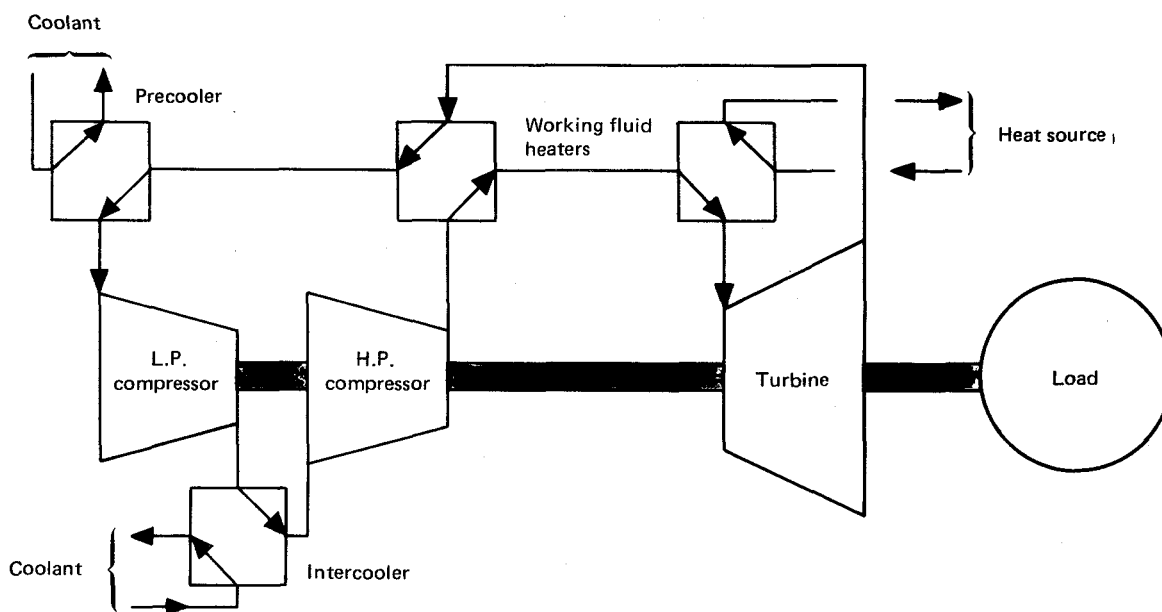 Coolant
Precooler
Working fluid
heaters
Heat source
L.P.
compressor
H.P.
compressor
Turbine
Load
Coolant
Intercooler